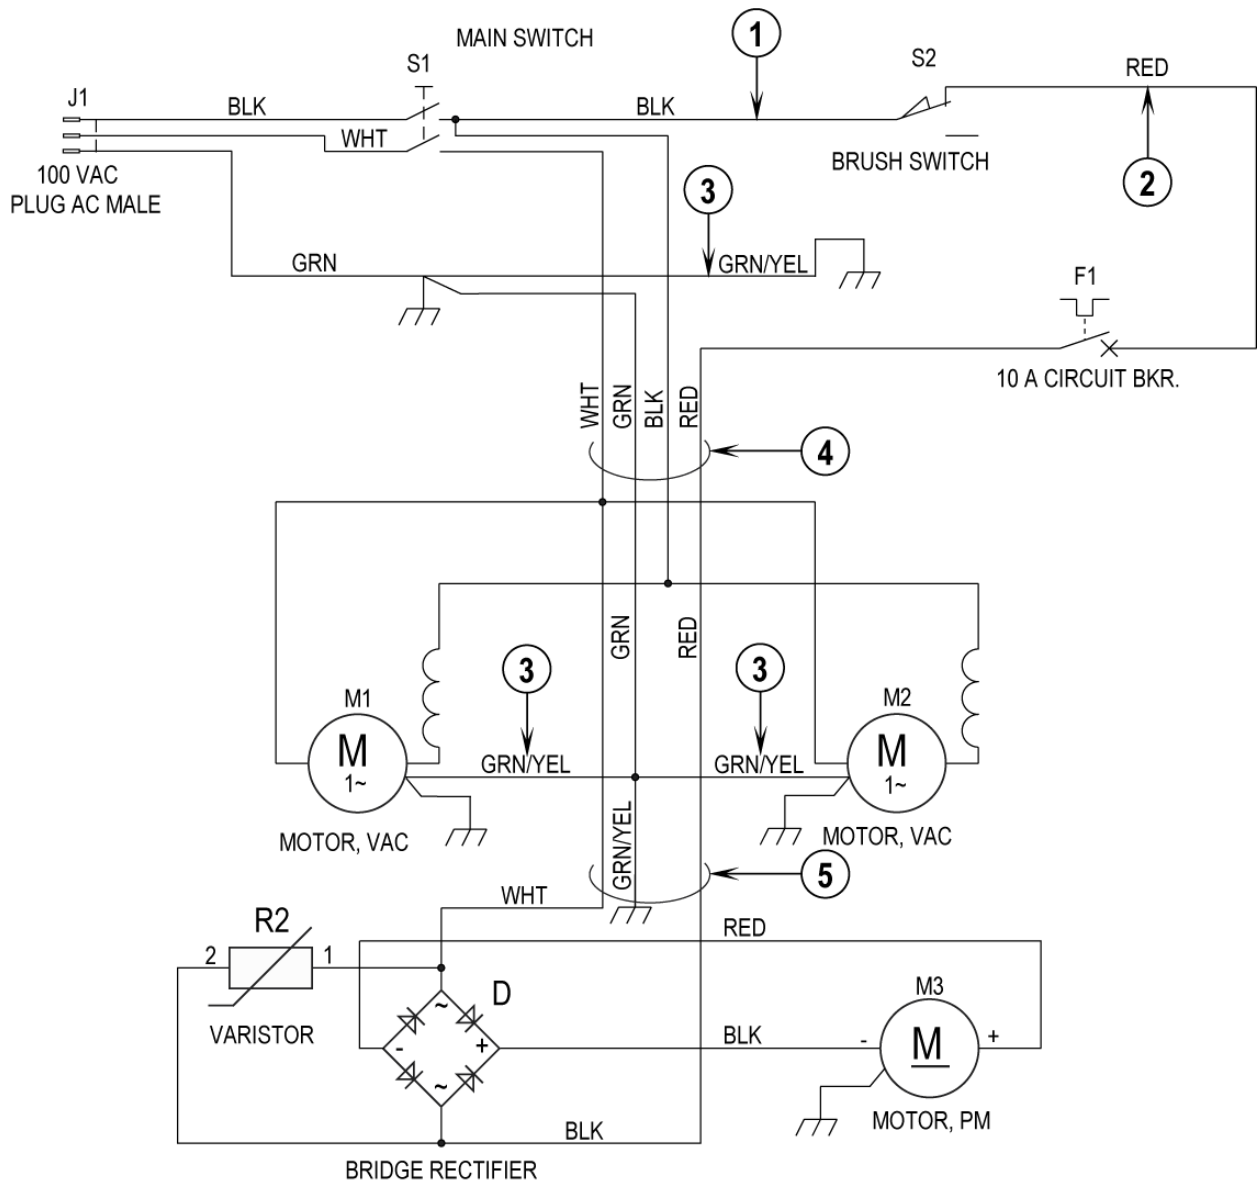 MAIN SWITCH
1
S1
S2
RED
J1
BLK
BLK
WHT
BRUSH SWITCH
100 VAC
PLUG AC MALE
2
3
GRN
GRN/YEL
F1
10 A CIRCUIT BKR.
WHT
GRN
BLK
RED
4
GRN
RED
3
3
M1
M2
M
1~
M
1~
GRN/YEL
GRN/YEL
MOTOR, VAC
MOTOR, VAC
GRN/YEL
5
WHT
R2
RED
2
1
D
M3
VARISTOR
~
-
+
~
BLK
-
M
+
MOTOR, PM
BLK
BRIDGE RECTIFIER